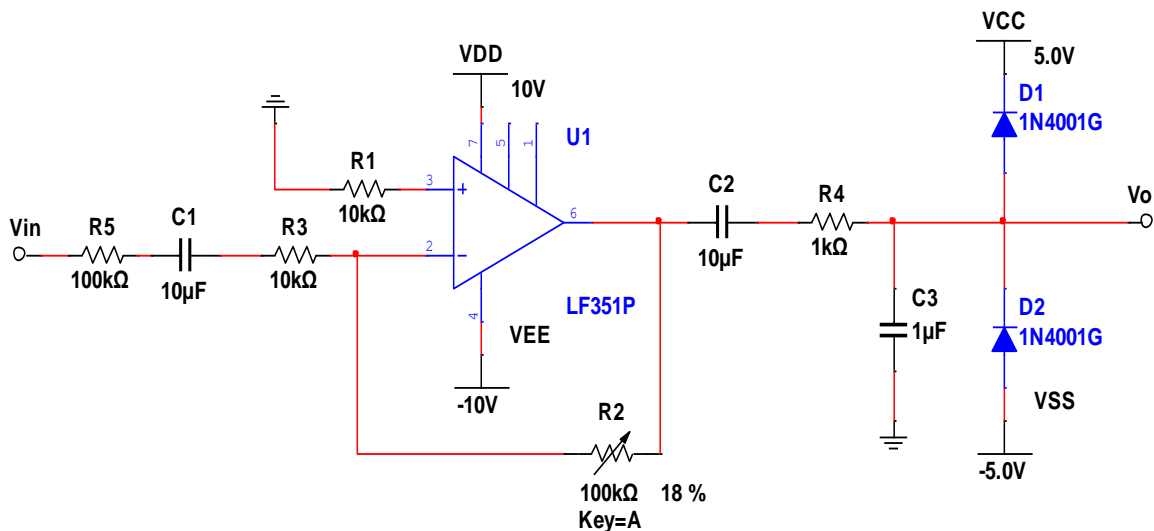 VCC
5.0V
VDD
10V
D1
1N4001G
U1
7
5
1
R1
10kΩ
3
C2
10µF
R4
1kΩ
Vo
6
Vin
R5
100kΩ
C1
10µF
R3
10kΩ
2
LF351P
C3
1µF
D2
1N4001G
4
VEE
-10V
R2
100kΩ
18 %
Key=A
VSS
-5.0V